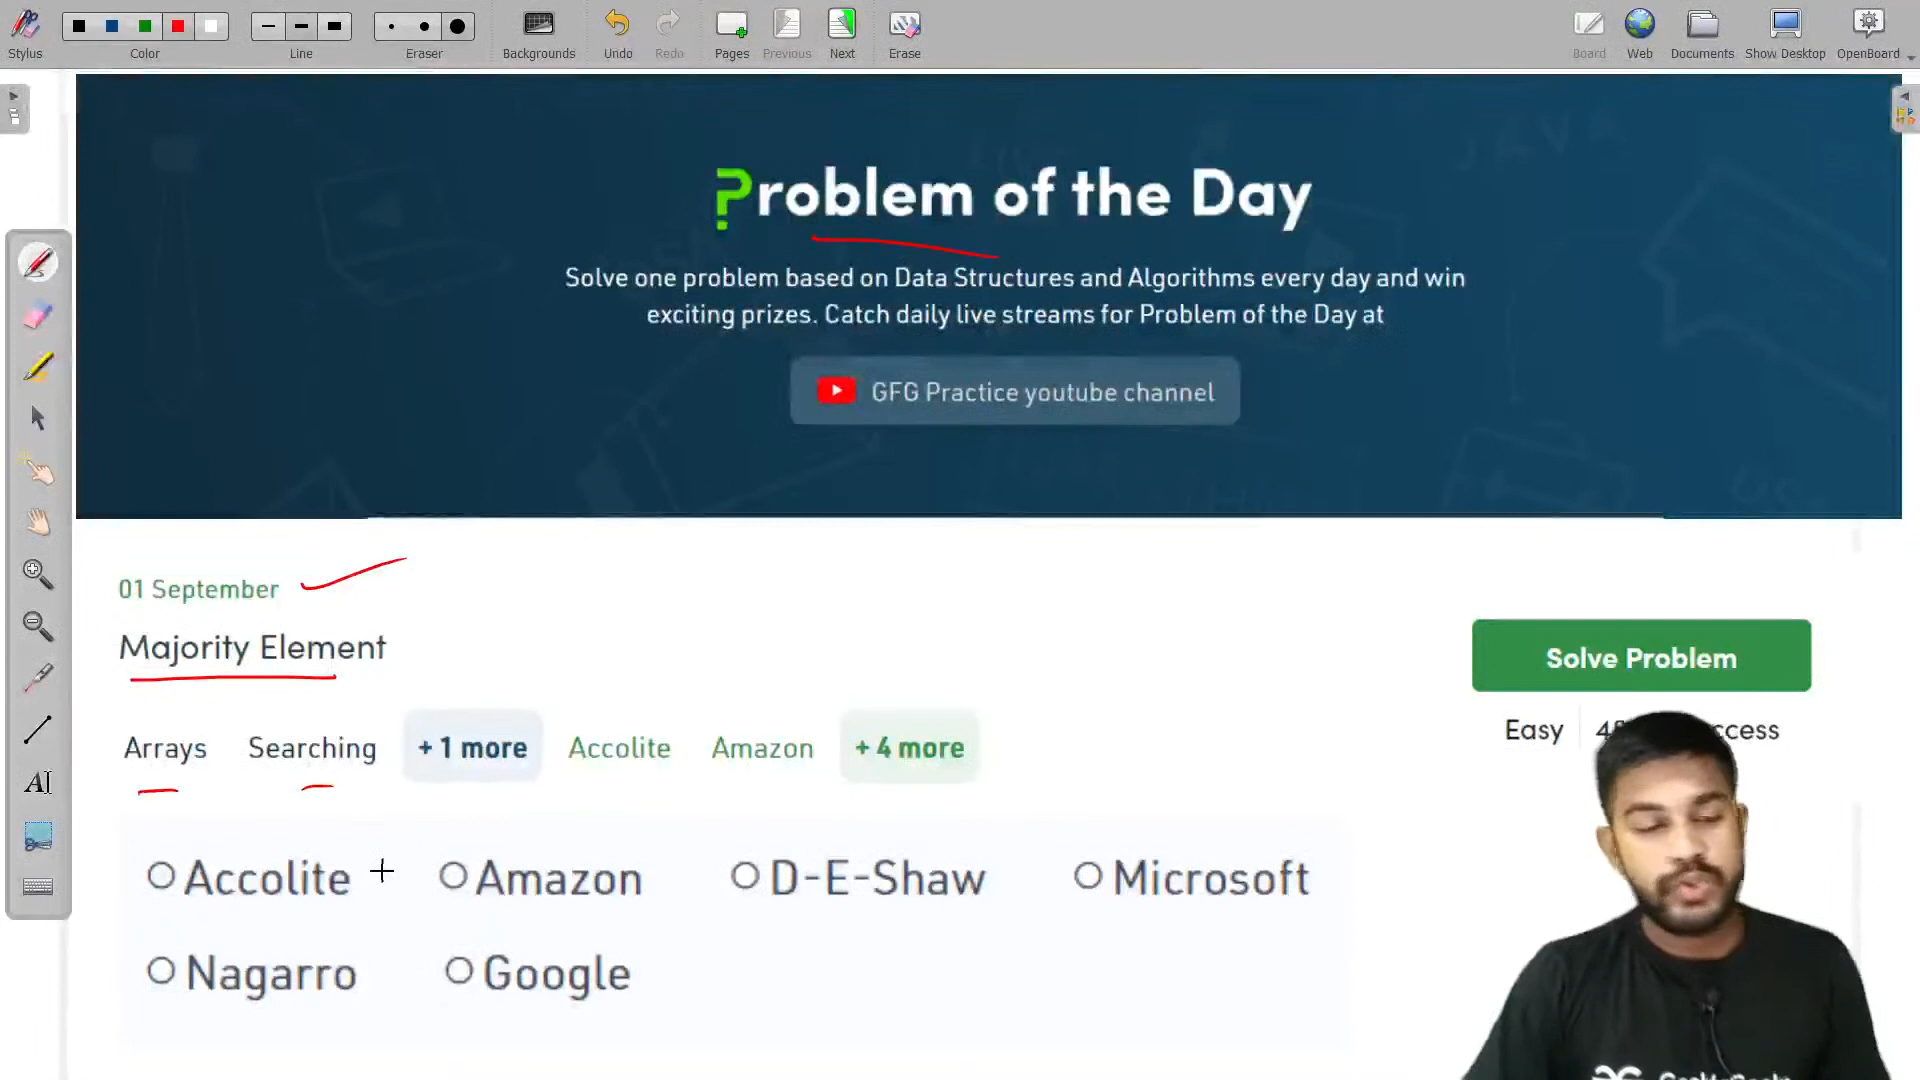 Stylus
Color
Line
Eraser
Backgrounds
Undo
Redo
Pages
Previous
Next
Erase
Board
Web
Documents
Show Desktop
OpenBoard
Problem of the Day
Solve one problem based on Data Structures and Algorithms every day and win
exciting prizes. Catch daily live streams for Problem of the Day at
GFG Practice youtube channel
01 September
Majority Element
Solve Problem
Arrays Searching + 1 more Accolite Amazon + 4 more
Easy
Accolite Amazon D-E-Shaw Microsoft
Nagarro Google